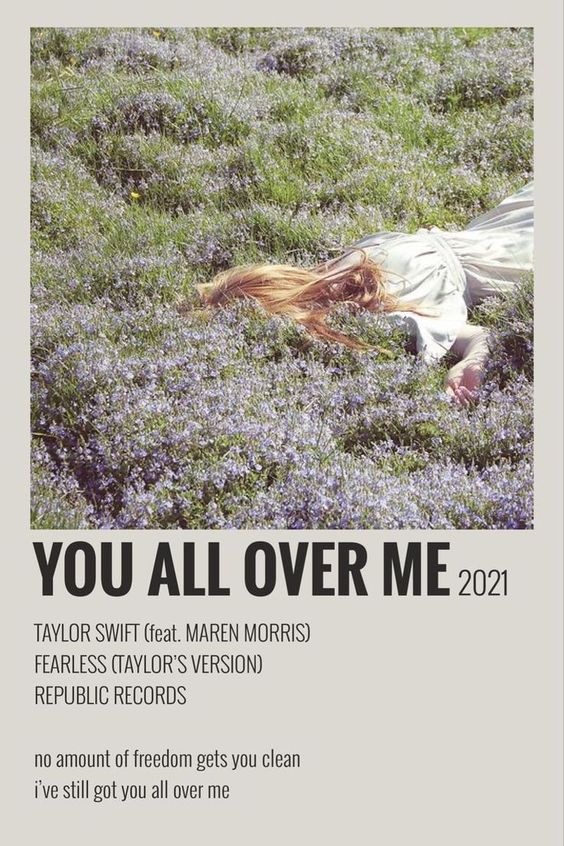 YOU ALL OVER ME 2021
TAYLOR SWIFT (feat. MAREN MORRIS)
FEARLESS (TAYLOR'S VERSION)
REPUBLIC RECORDS
no amount of freedom gets you clean
i've still got you all over me